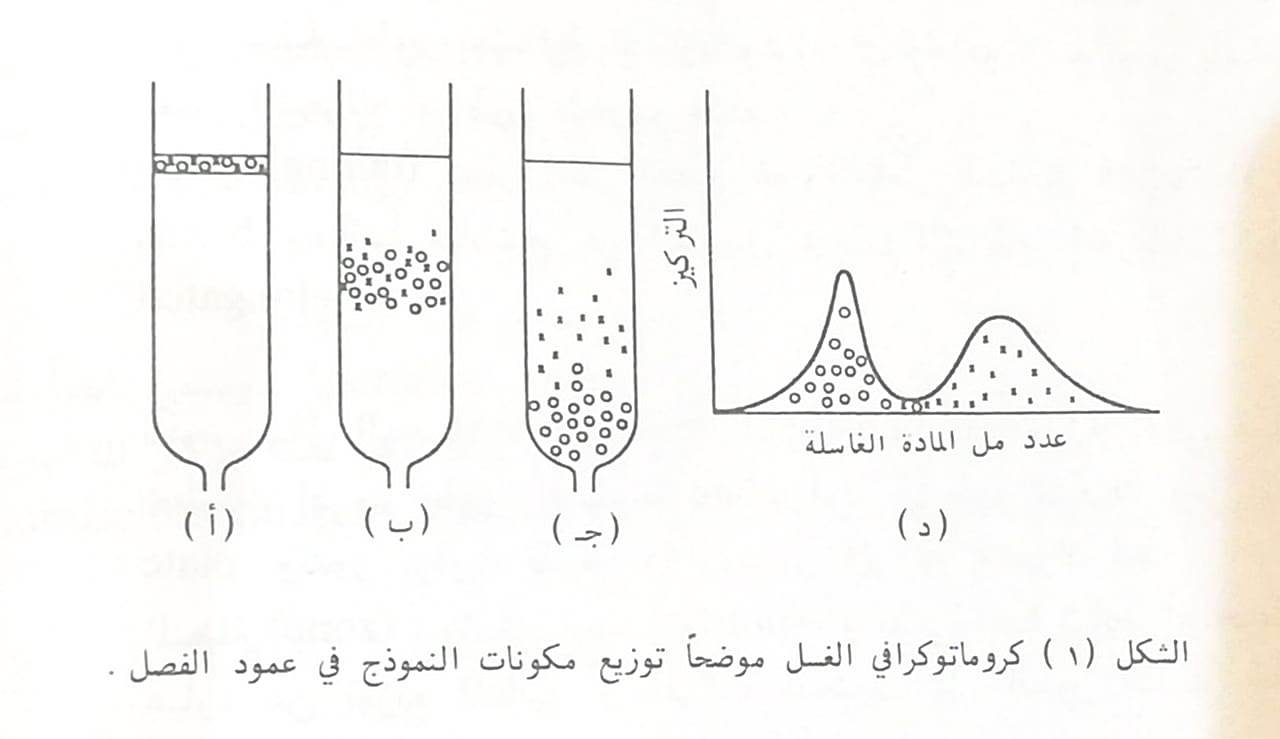 التركيز
عدد مل المادة الغاسلة
(أ)
(ب)
(جـ)
(د)
الشكل (١) كروماتوكرافي الغسل موضحاً توزيع مكونات النموذج في عمود الفصل .